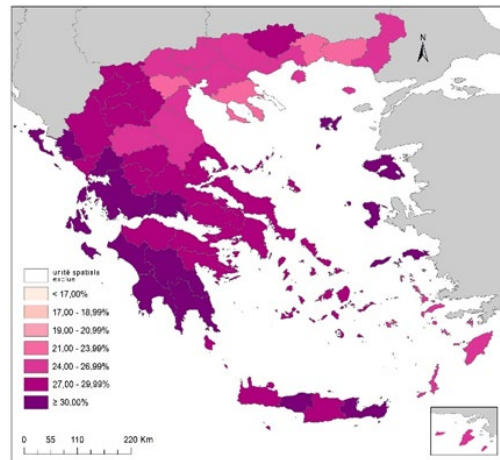 N
unité spatiale
exclue
< 17,00%
17,00 - 18,99%
19,00 - 20,99%
21,00 - 23,99%
24,00 - 26,99%
27,00 - 29,99%
≥ 30,00%
0 55 110 220 Km